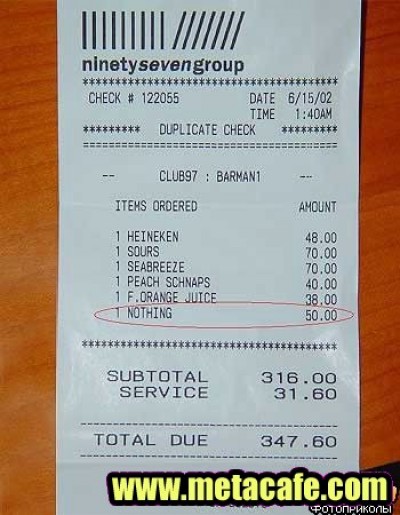 ninetysevengroup
****************************************
CHECK # 122055 DATE 6/15/02
TIME 1:40AM
********* DUPLICATE CHECK *********
========================================
-- CLUB97 : BARMAN1 --
ITEMS ORDERED AMOUNT
1 HEINEKEN 48.00
1 SOURS 70.00
1 SEABREEZE 70.00
1 PEACH SCHNAPS 40.00
1 F.ORANGE JUICE 38.00
1 NOTHING 50.00
SUBTOTAL 316.00
SERVICE 31.60
TOTAL DUE 347.60
www.metacafe.com
Фотоприколы